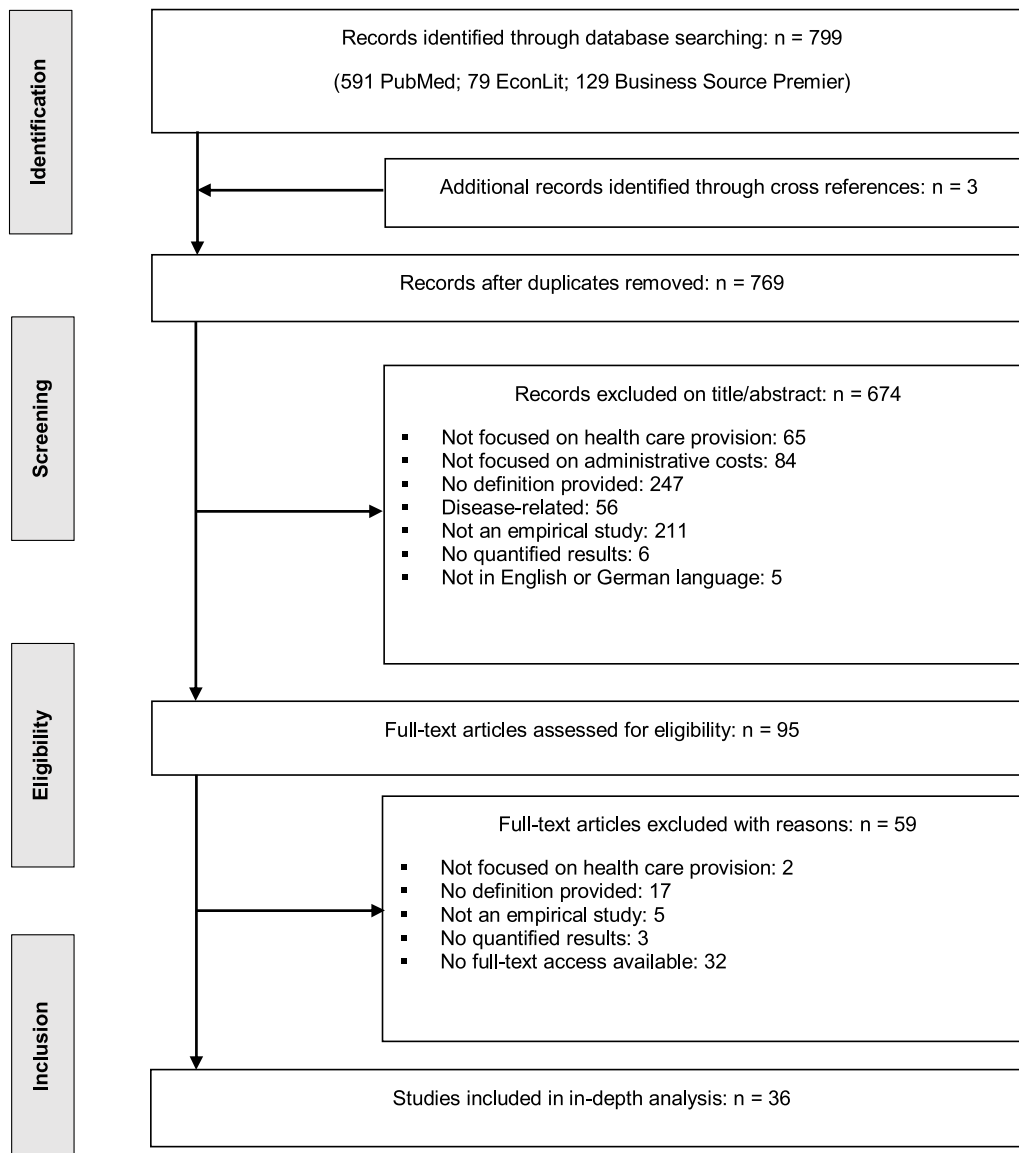 Identification
Records identified through database searching: n = 799
(591 PubMed; 79 EconLit; 129 Business Source Premier)
Additional records identified through cross references: n = 3
Records after duplicates removed: n = 769
Screening
Records excluded on title/abstract: n = 674
▪ Not focused on health care provision: 65
▪ Not focused on administrative costs: 84
▪ No definition provided: 247
▪ Disease-related: 56
▪ Not an empirical study: 211
▪ No quantified results: 6
▪ Not in English or German language: 5
Eligibility
Full-text articles assessed for eligibility: n = 95
Full-text articles excluded with reasons: n = 59
▪ Not focused on health care provision: 2
▪ No definition provided: 17
▪ Not an empirical study: 5
▪ No quantified results: 3
▪ No full-text access available: 32
Inclusion
Studies included in in-depth analysis: n = 36